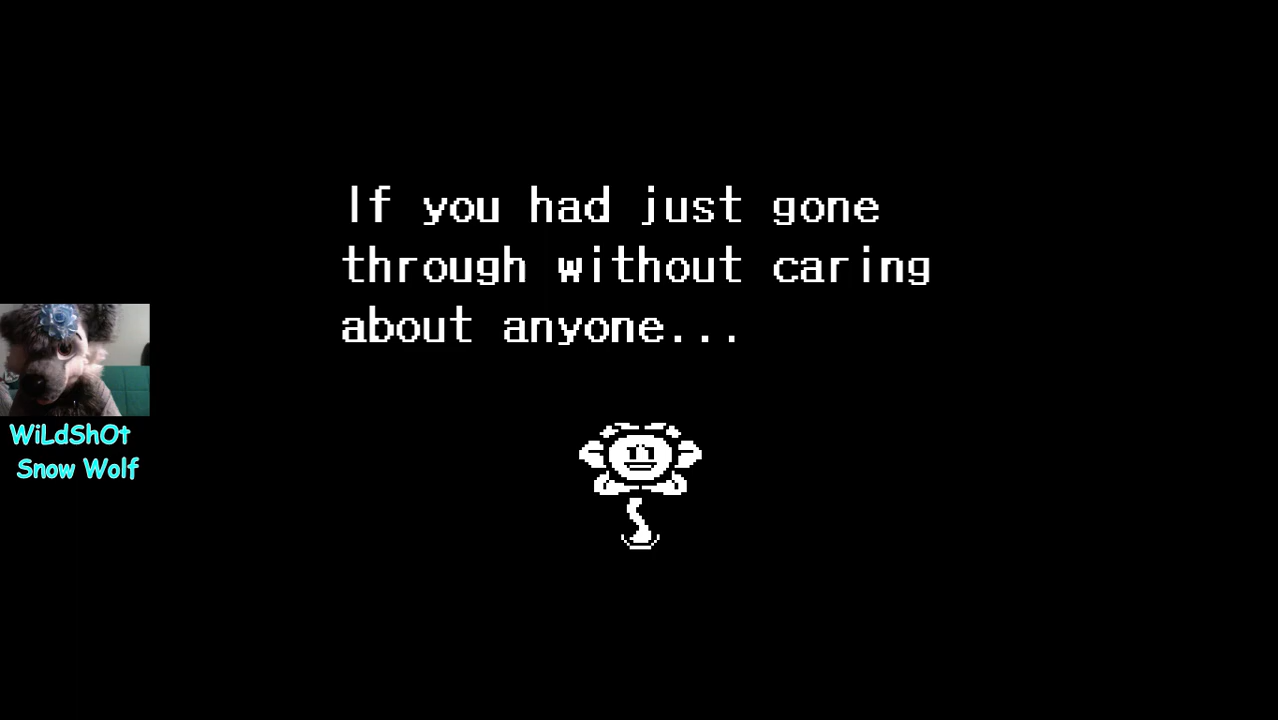 If you had just gone
through without caring
about anyone...
WiLdShOt
Snow Wolf